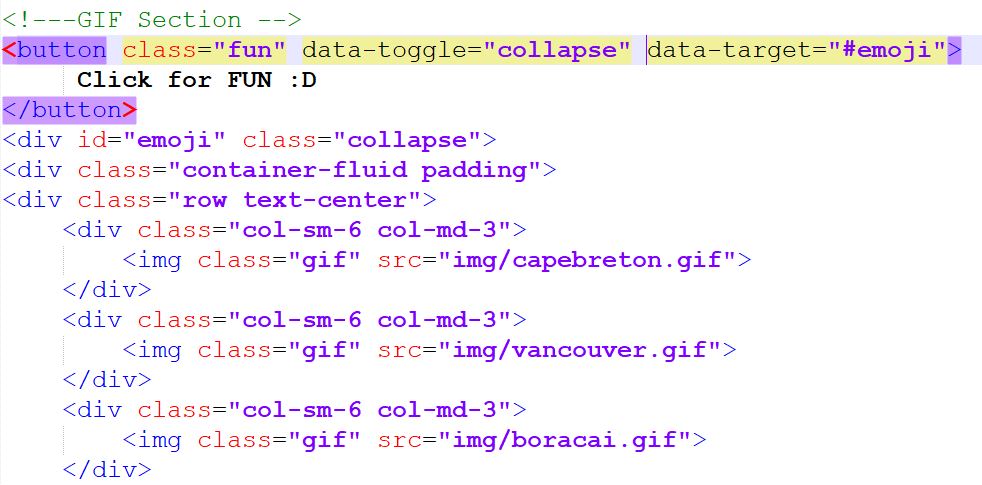 <!---GIF Section -->
<button class="fun" data-toggle="collapse" data-target="#emoji">
Click for FUN :D
</button>
<div id="emoji" class="collapse">
<div class="container-fluid padding">
<div class="row text-center">
<div class="col-sm-6 col-md-3">
<img class="gif" src="img/capebreton.gif">
</div>
<div class="col-sm-6 col-md-3">
<img class="gif" src="img/vancouver.gif">
</div>
<div class="col-sm-6 col-md-3">
<img class="gif" src="img/boracai.gif">
</div>